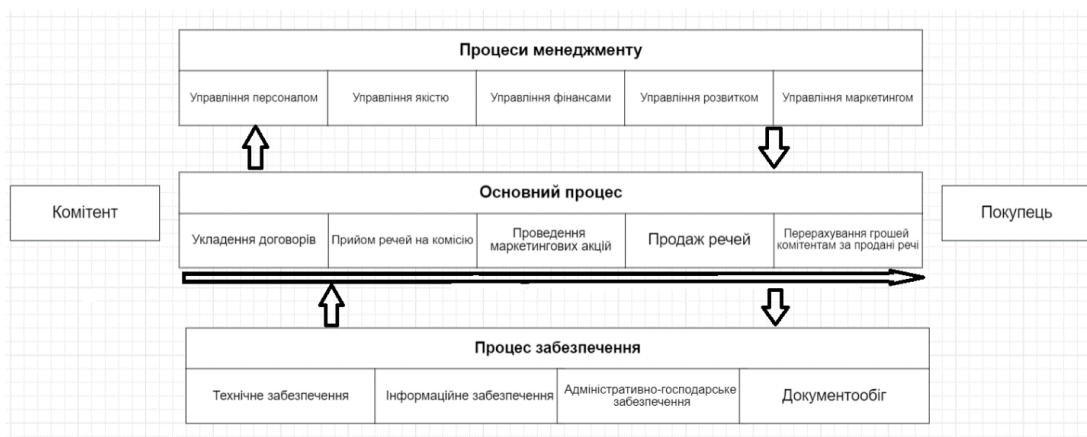 Процеси менеджменту
Управління персоналом
Управління якістю
Управління фінансами
Управління розвитком
Управління маркетингом
Комітент
Основний процес
Укладення договорів
Прийом речей на комісію
Проведення
маркетингових акцій
Продаж речей
Перерахування грошей
комітентам за продані речі
Покупець
Процес забезпечення
Технічне забезпечення
Інформаційне забезпечення
Адміністративно-господарське
забезпечення
Документообіг